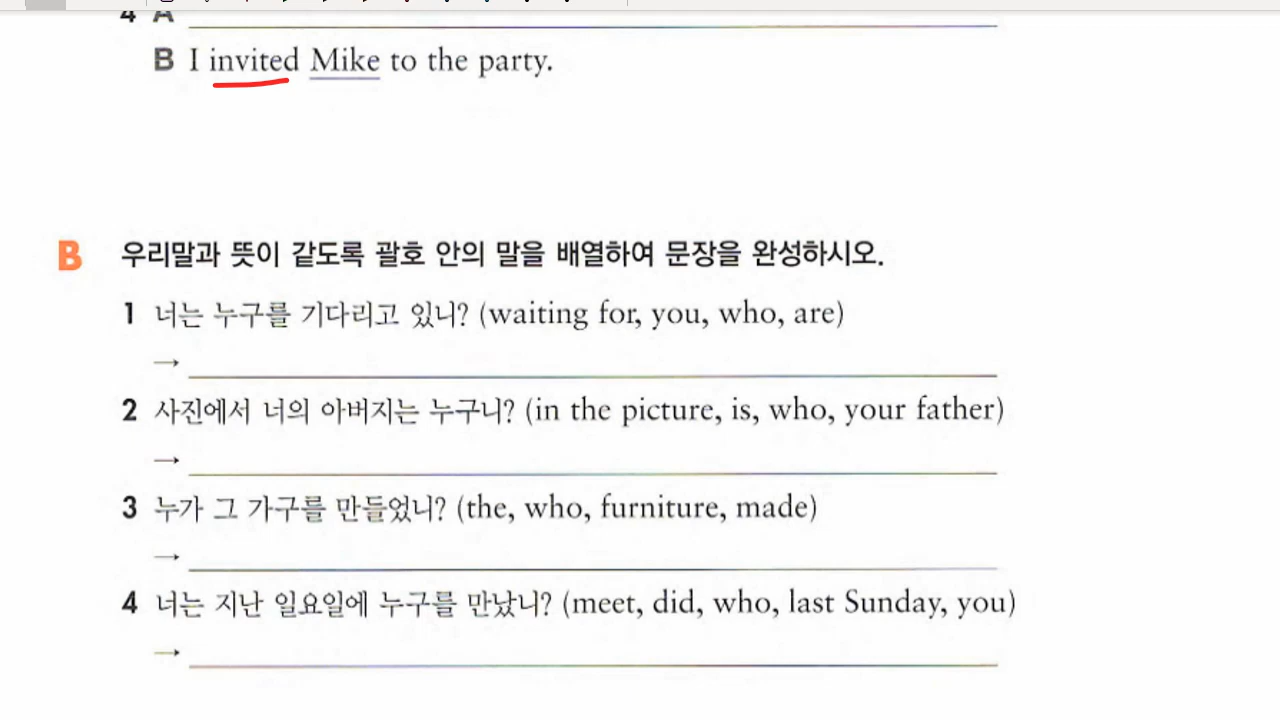 4 A
B I invited Mike to the party.
B 우리말과 뜻이 같도록 괄호 안의 말을 배열하여 문장을 완성하시오.
1 너는 누구를 기다리고 있니? (waiting for, you, who, are)
→
2 사진에서 너의 아버지는 누구니? (in the picture, is, who, your father)
→
3 누가 그 가구를 만들었니? (the, who, furniture, made)
→
4 너는 지난 일요일에 누구를 만났니? (meet, did, who, last Sunday, you)
→